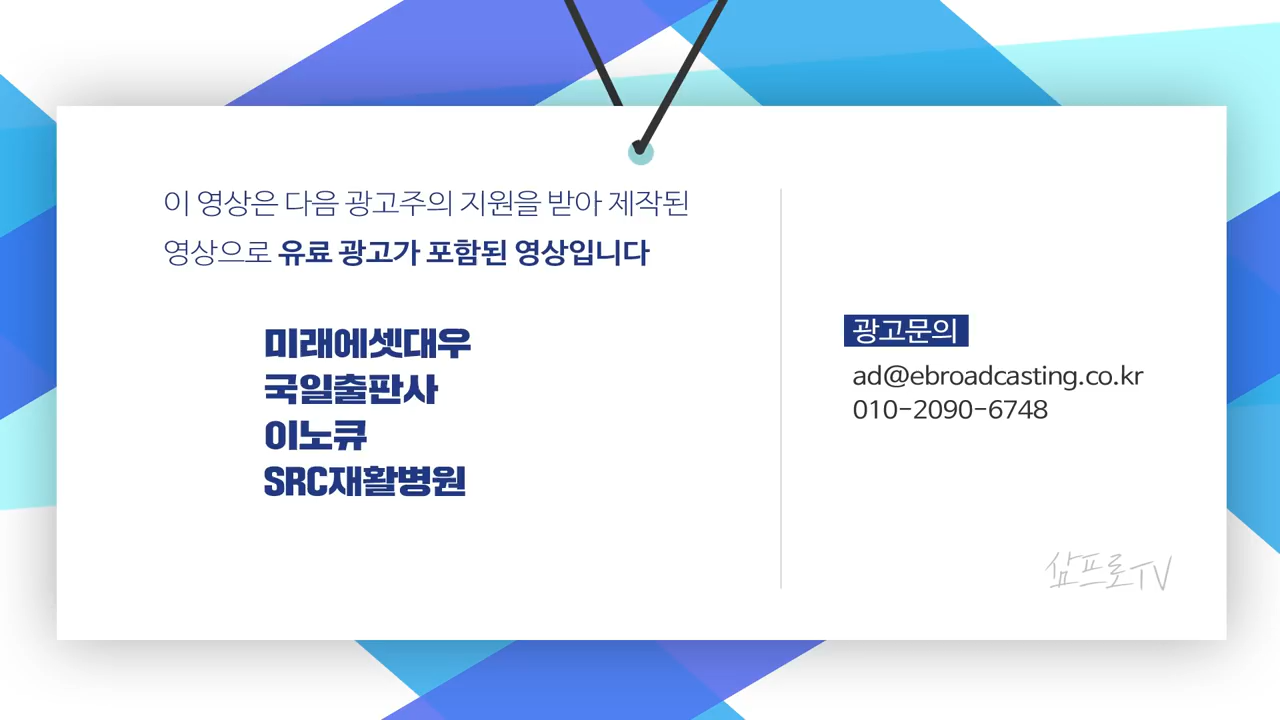 이 영상은 다음 광고주의 지원을 받아 제작된
영상으로 유료 광고가 포함된 영상입니다
미래에셋대우
국일출판사
이노큐
SRC재활병원
광고문의
ad@ebroadcasting.co.kr
010-2090-6748
삼프로TV